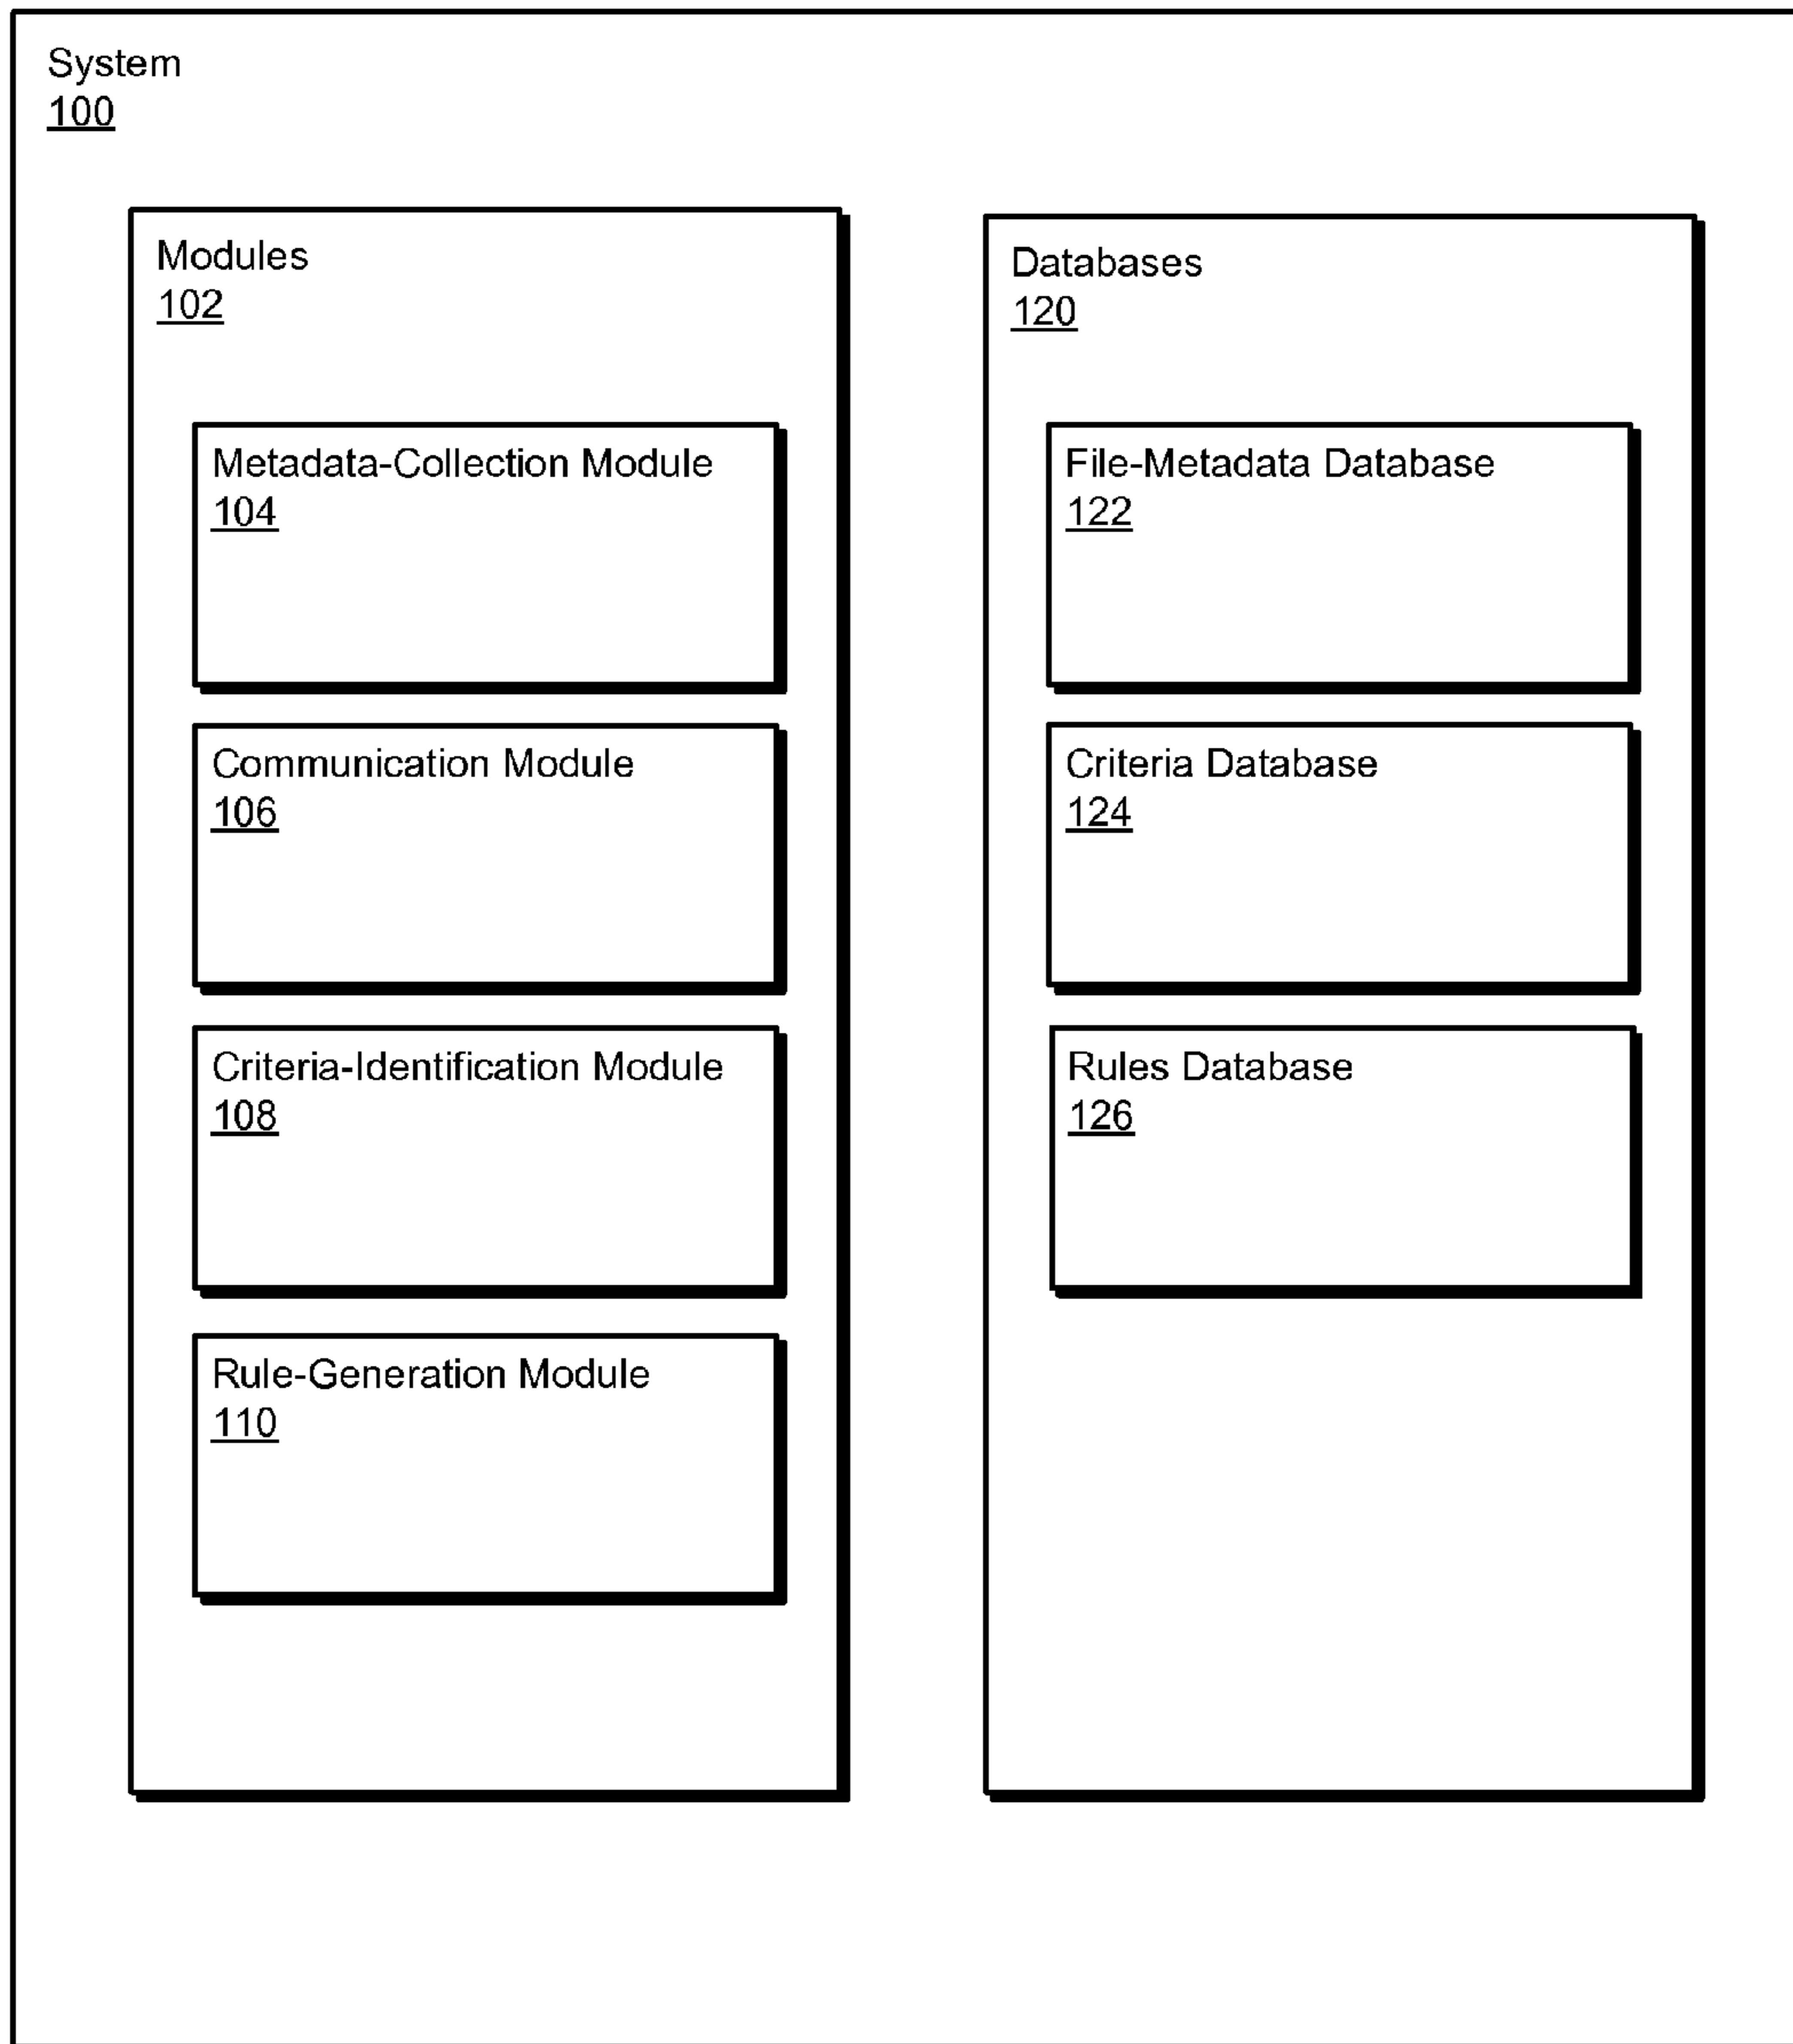 System
100
Modules
102
Metadata-Collection Module
104
Communication Module
106
Criteria-Identification Module
108
Rule-Generation Module
110
Databases
120
File-Metadata Database
122
Criteria Database
124
Rules Database
126